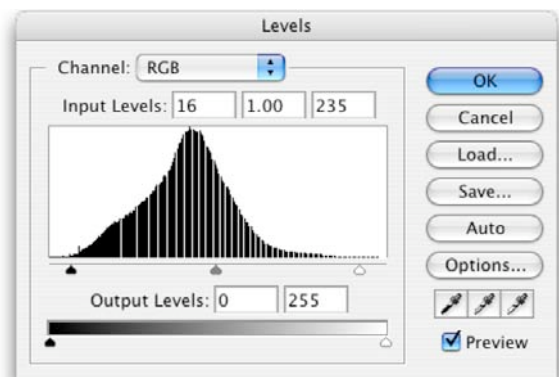 Levels
Channel: RGB
Input Levels: 16 1.00 235
Output Levels: 0 255
OK
Cancel
Load...
Save...
Auto
Options...
Preview